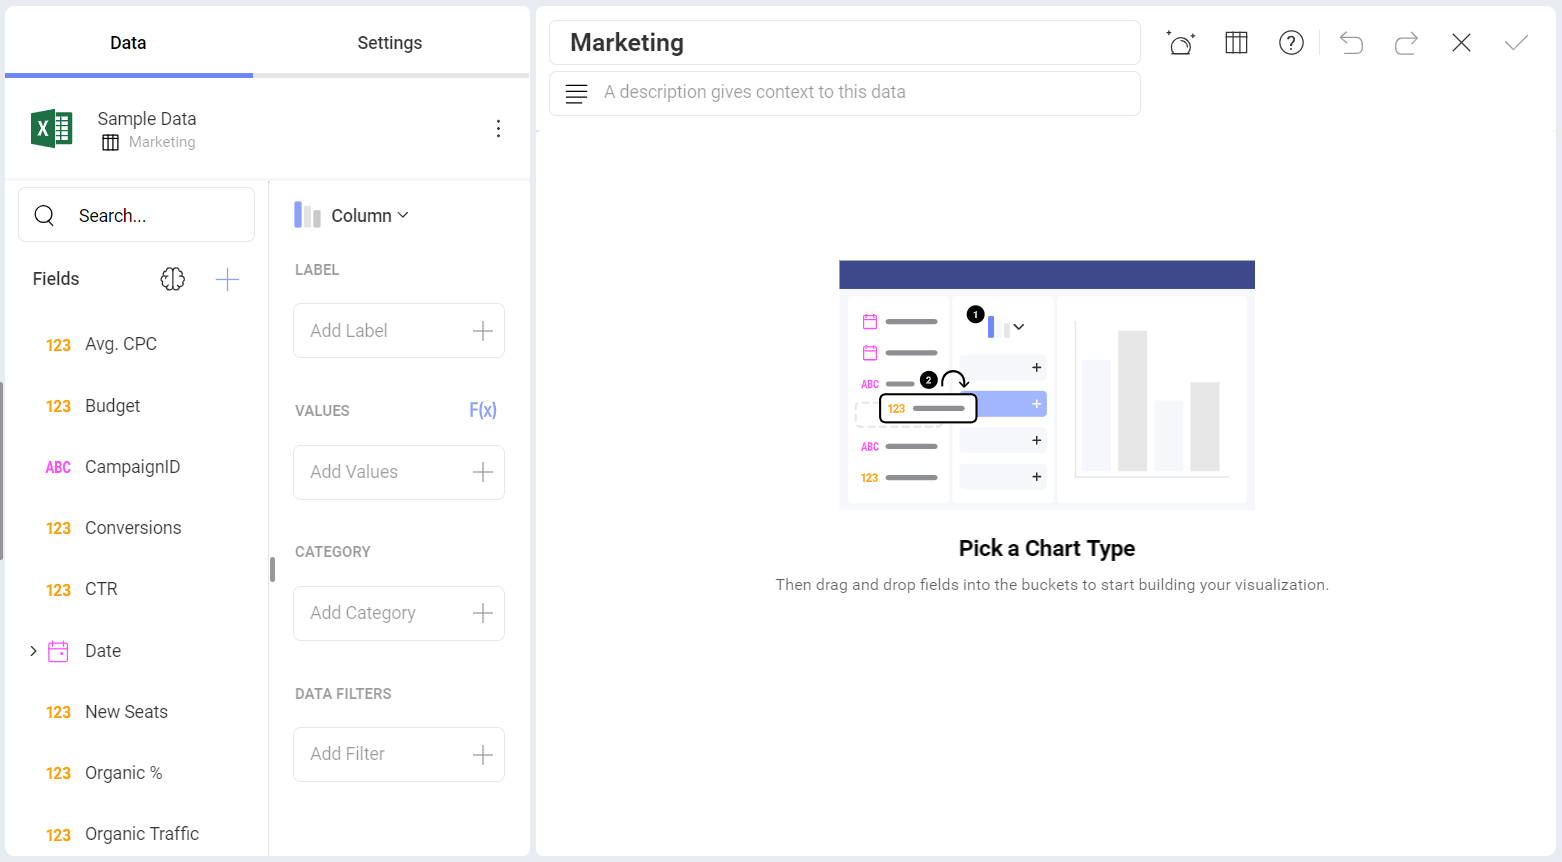 Data
Settings
Sample Data
Marketing
Search...
Fields
123 Avg. CPC
123 Budget
ABC CampaignID
123 Conversions
123 CTR
Date
123 New Seats
123 Organic %
123 Organic Traffic
Column
LABEL
Add Label
VALUES F(x)
Add Values
CATEGORY
Add Category
DATA FILTERS
Add Filter
Marketing
A description gives context to this data
1
ABC
2
123
ABC
123
Pick a Chart Type
Then drag and drop fields into the buckets to start building your visualization.